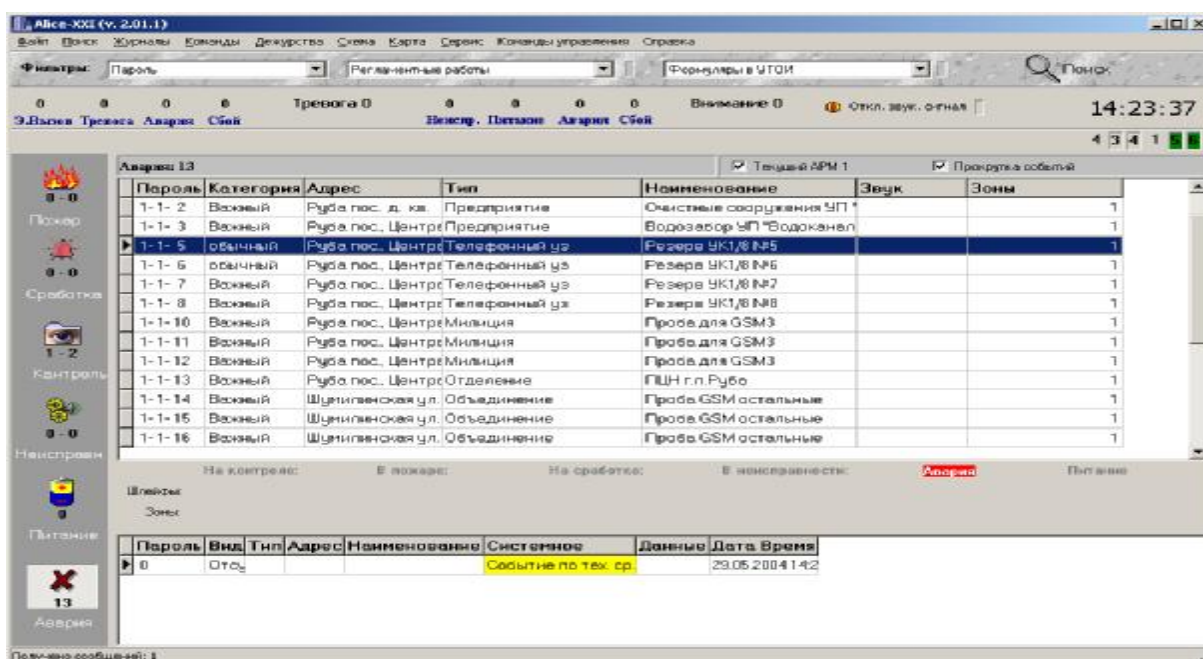 Alice-XXI (v. 2.01.1)
Файл Поиск Журналы Команды Дежурства Схема Карта Сервис Команды управления Справка
Фильтры: Пароль Регламентные работы Формуляры в УТОИ Поиск
0 0 0 0 Тревога 0 0 0 0 0 Внимание 0 Откл. звук. сигнал 14:23:37
Э.Вызов Тревога Авария Сбой Неиспр. Питание Авария Сбой
4 3 4 1 5 6
Авария: 13 Текущий АРМ 1 Прокрутка событий
Пароль Категория Адрес Тип Наименование Звук Зоны
1-1- 2 Важный Руба пос. д. кв. Предприятие Очистные сооружения УП " 1
1-1- 3 Важный Руба пос., Центра Предприятие Водозабор УП "Водоканал 1
1-1- 5 обычный Руба пос., Центра Телефонный уз Резерв УК1/8 №5 1
1-1- 6 обычный Руба пос., Центра Телефонный уз Резерв УК1/8 №6 1
1-1- 7 Важный Руба пос., Центра Телефонный уз Резерв УК1/8 №7 1
1-1- 8 Важный Руба пос., Центра Телефонный уз Резерв УК1/8 №8 1
1-1-10 Важный Руба пос., Центра Милиция Проба для GSM3 1
1-1-11 Важный Руба пос., Центра Милиция Проба для GSM3 1
1-1-12 Важный Руба пос., Центра Милиция Проба для GSM3 1
1-1-13 Важный Руба пос., Центра Отделение ПЦН г.п.Руба 1
1-1-14 Важный Шумилинская ул. Объединение Проба GSM остальные 1
1-1-15 Важный Шумилинская ул. Объединение Проба GSM остальные 1
1-1-16 Важный Шумилинская ул. Объединение Проба GSM остальные 1
0 - 0
Пожар
0 - 0
Сработка
1 - 2
Контроль
0 - 0
Неисправн
0
Питание
13
Авария
На контроле: В пожаре: На сработке: В неисправности: Авария Питание
Шлейфы:
Зоны:
Пароль Вид Тип Адрес Наименование Системное Данные Дата Время
0 Отсу Событие по тех. ср. 29.05.2004 14:2
Получено сообщений: 1